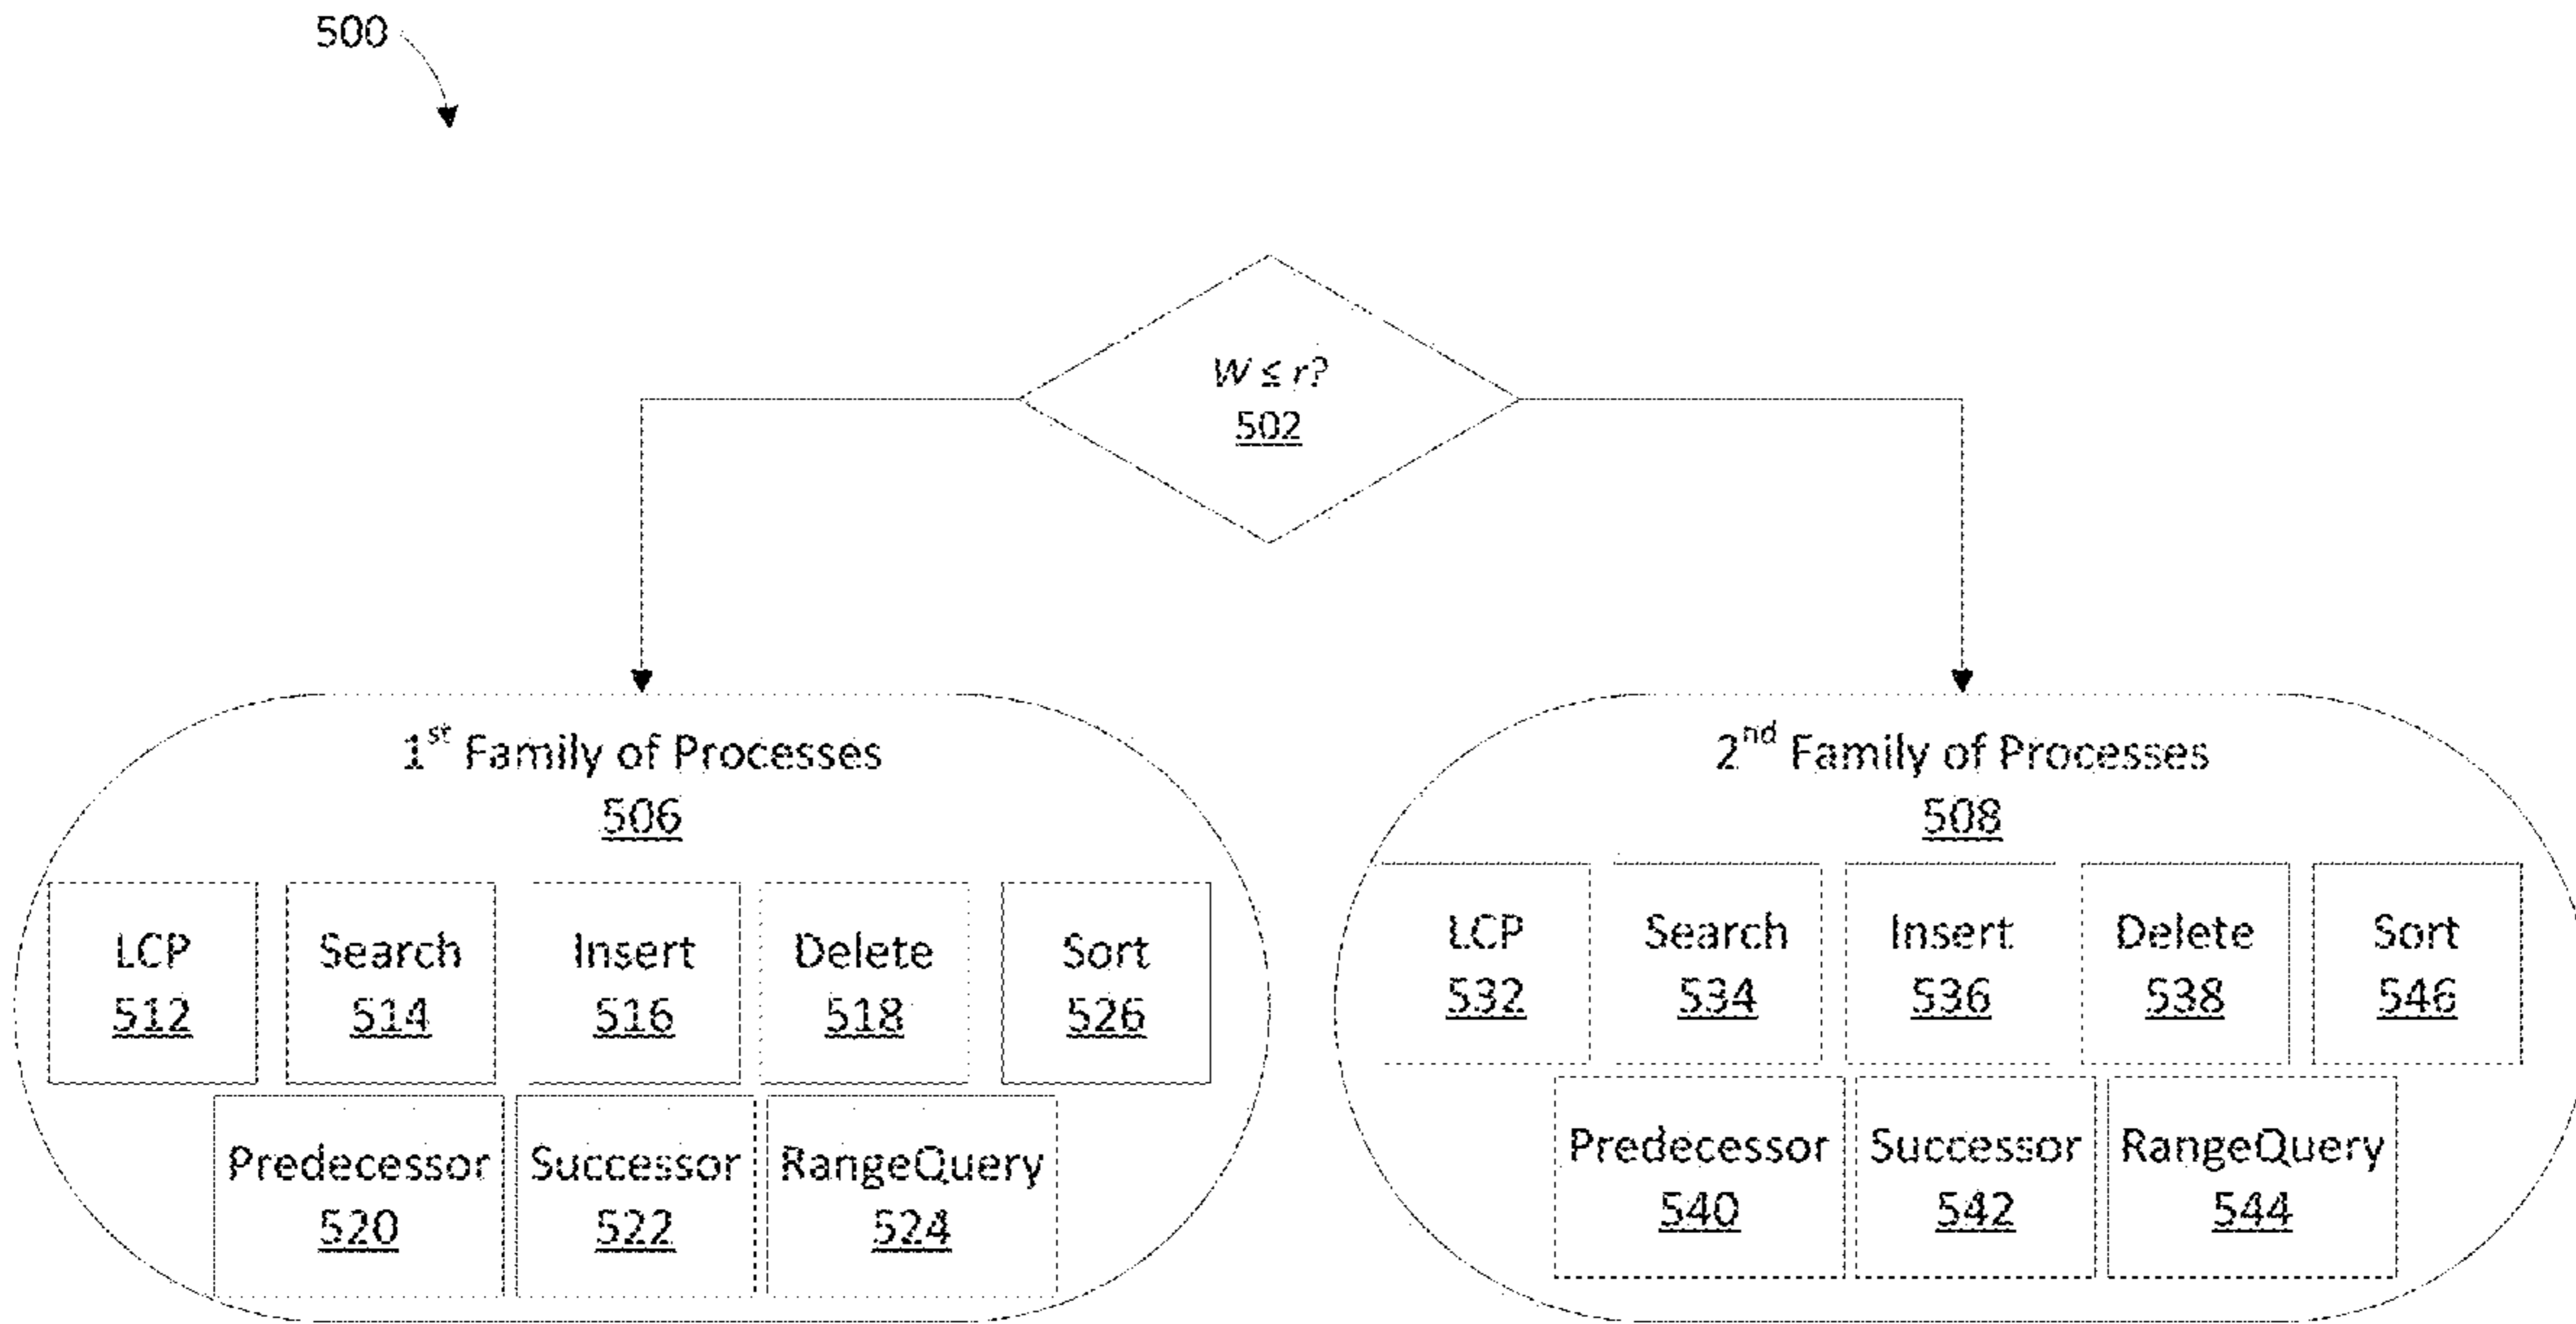 500
W ≤ r?
502
1st Family of Processes
506
LCP
512
Search
514
Insert
516
Delete
518
Sort
526
Predecessor
520
Successor
522
RangeQuery
524
2nd Family of Processes
508
LCP
532
Search
534
Insert
536
Delete
538
Sort
546
Predecessor
540
Successor
542
RangeQuery
544